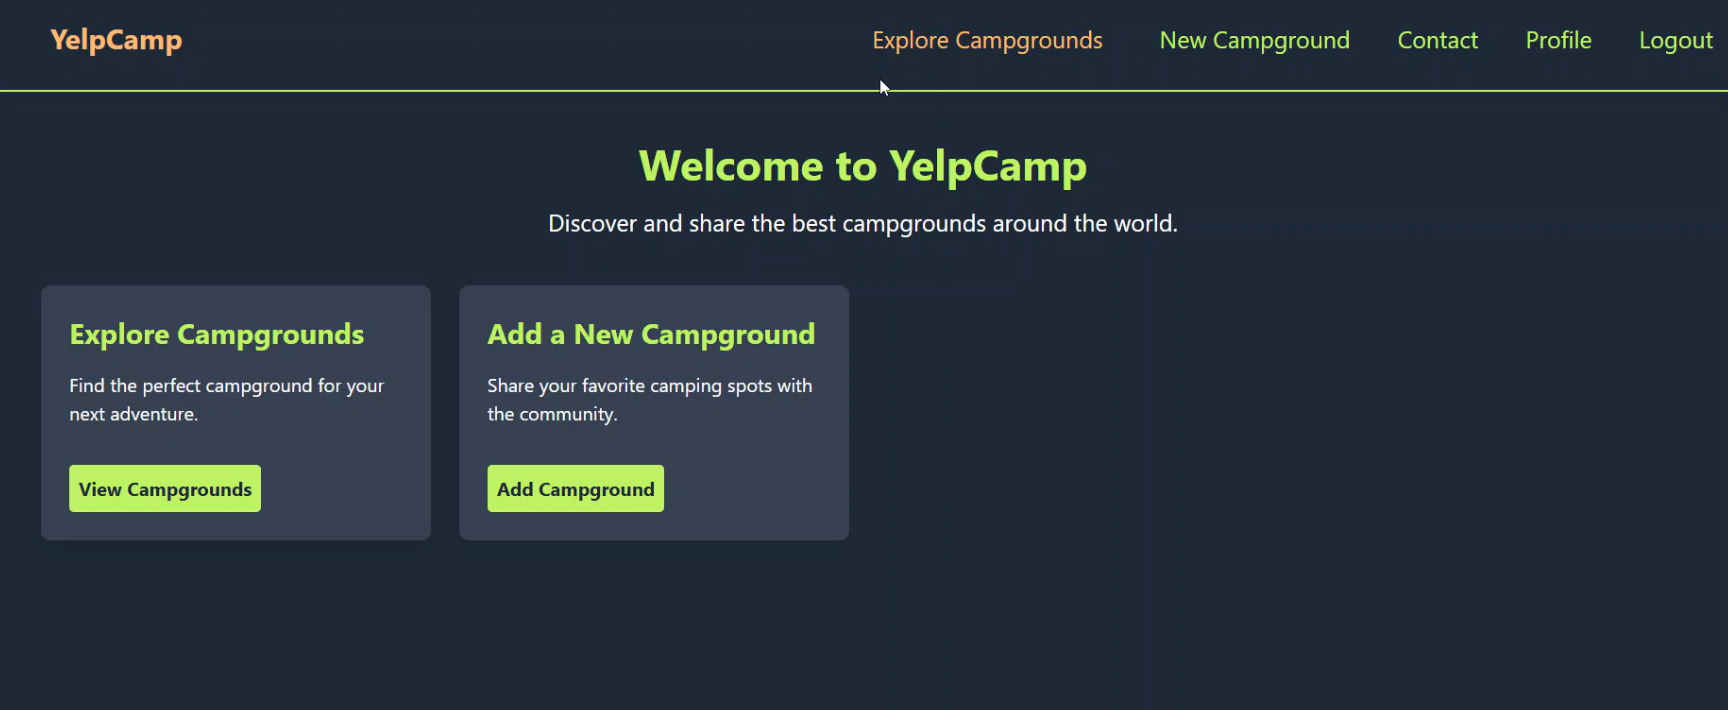 YelpCamp
Explore Campgrounds
New Campground
Contact
Profile
Logout
Welcome to YelpCamp
Discover and share the best campgrounds around the world.
Explore Campgrounds
Find the perfect campground for your
next adventure.
View Campgrounds
Add a New Campground
Share your favorite camping spots with
the community.
Add Campground